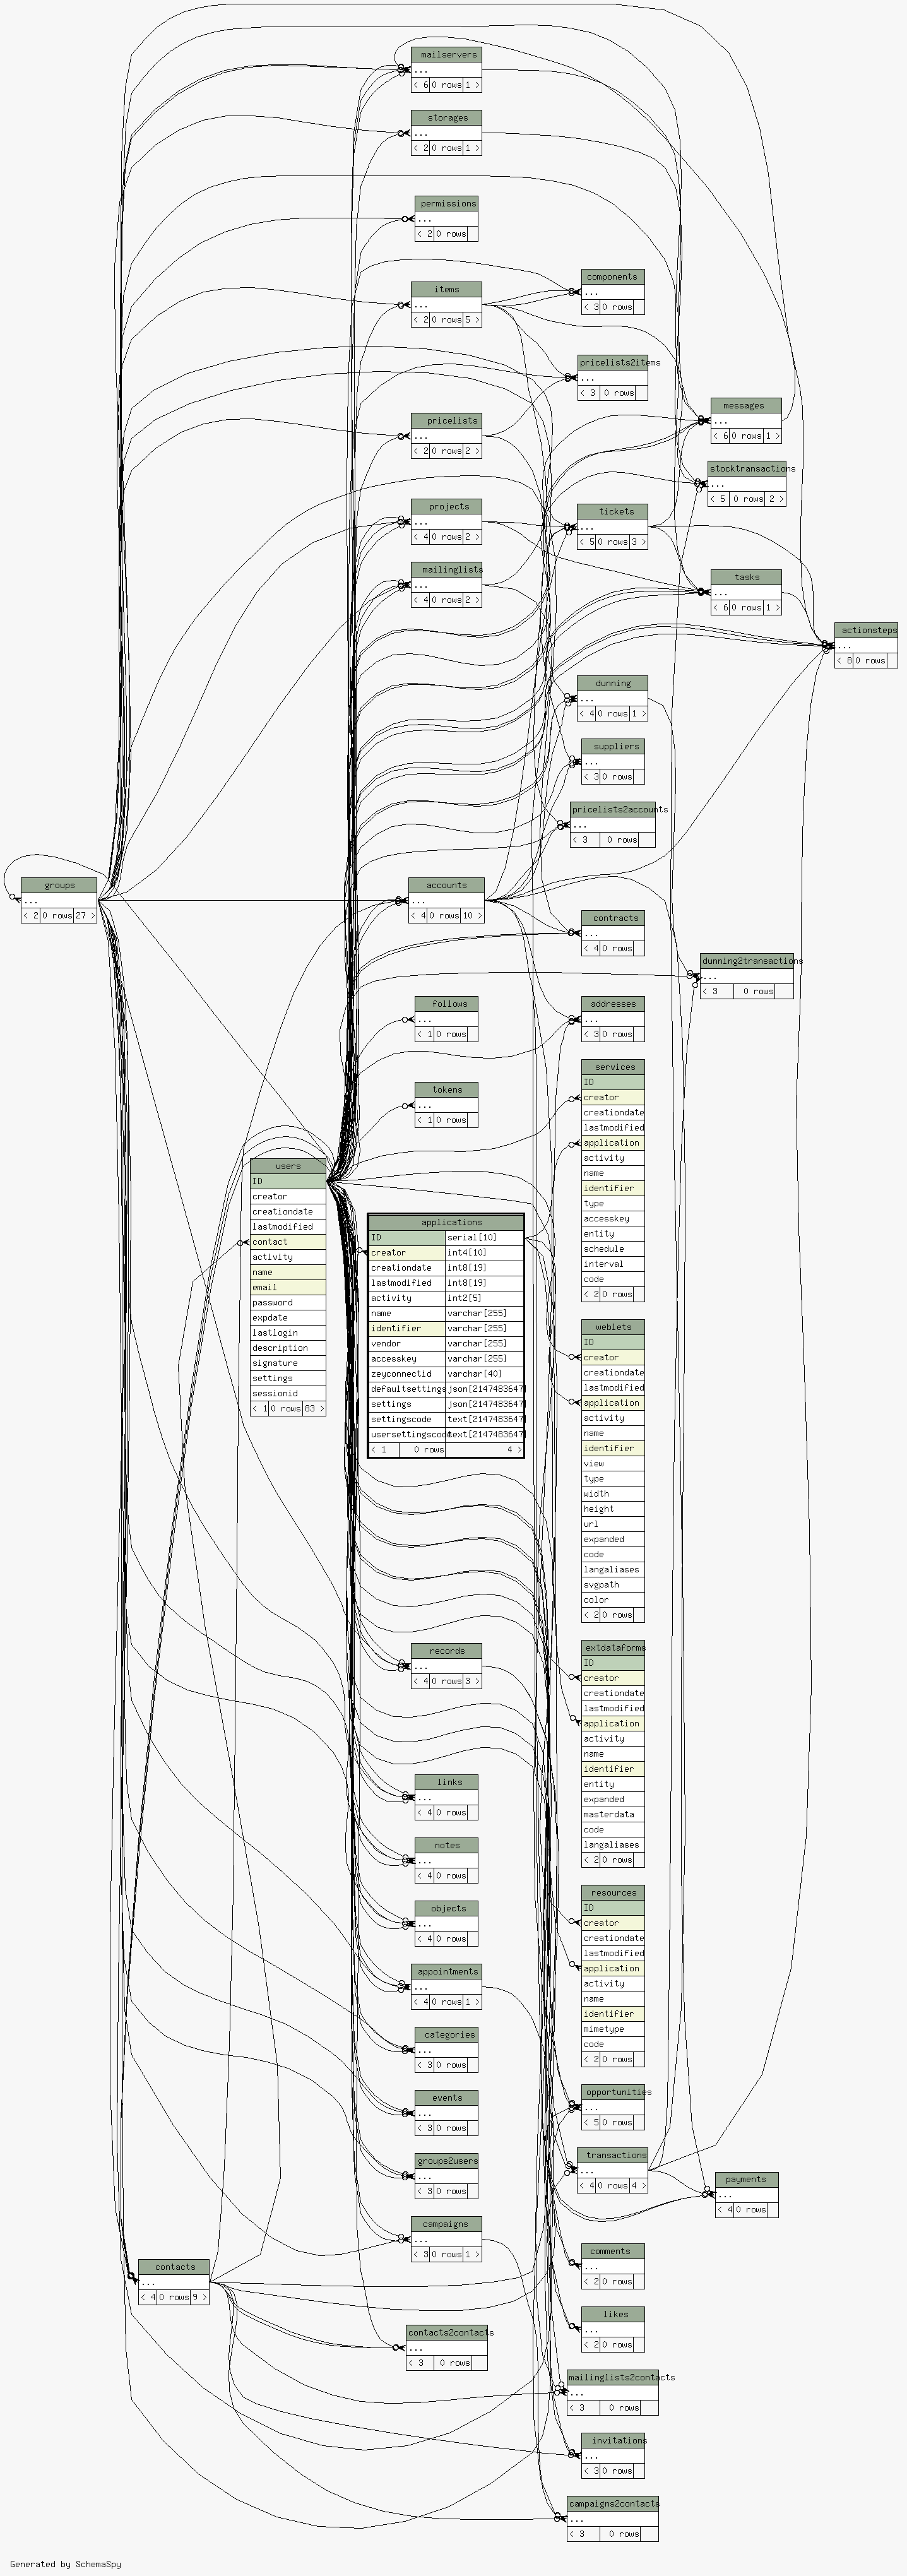 mailservers
...
< 6 0 rows 1 >
storages
...
< 2 0 rows 1 >
permissions
...
< 2 0 rows
components
...
< 3 0 rows
items
...
< 2 0 rows 5 >
pricelists2items
...
< 3 0 rows
messages
...
< 6 0 rows 1 >
pricelists
...
< 2 0 rows 2 >
stocktransactions
...
< 5 0 rows 2 >
projects
...
< 4 0 rows 2 >
tickets
...
< 5 0 rows 3 >
mailinglists
...
< 4 0 rows 2 >
tasks
...
< 6 0 rows 1 >
actionsteps
...
< 8 0 rows
dunning
...
< 4 0 rows 1 >
suppliers
...
< 3 0 rows
pricelists2accounts
...
< 3 0 rows
groups
...
< 2 0 rows 27 >
accounts
...
< 4 0 rows 10 >
contracts
...
< 4 0 rows
dunning2transactions
...
< 3 0 rows
follows
...
< 1 0 rows
addresses
...
< 3 0 rows
tokens
...
< 1 0 rows
services
ID
creator
creationdate
lastmodified
application
activity
name
identifier
type
accesskey
entity
schedule
interval
code
< 2 0 rows
users
ID
creator
creationdate
lastmodified
contact
activity
name
email
password
expdate
lastlogin
description
signature
settings
sessionid
< 1 0 rows 83 >
applications
ID serial[10]
creator int4[10]
creationdate int8[19]
lastmodified int8[19]
activity int2[5]
name varchar[255]
identifier varchar[255]
vendor varchar[255]
accesskey varchar[255]
zeyconnectid varchar[40]
defaultsettings json[2147483647]
settings json[2147483647]
settingscode text[2147483647]
usersettingscode text[2147483647]
< 1 0 rows 4 >
weblets
ID
creator
creationdate
lastmodified
application
activity
name
identifier
view
type
width
height
url
expanded
code
langaliases
svgpath
color
< 2 0 rows
extdataforms
ID
creator
creationdate
lastmodified
application
activity
name
identifier
entity
expanded
masterdata
code
langaliases
< 2 0 rows
records
...
< 4 0 rows 3 >
links
...
< 4 0 rows
notes
...
< 4 0 rows
objects
...
< 4 0 rows
resources
ID
creator
creationdate
lastmodified
application
activity
name
identifier
mimetype
code
< 2 0 rows
appointments
...
< 4 0 rows 1 >
categories
...
< 3 0 rows
events
...
< 3 0 rows
opportunities
...
< 5 0 rows
groups2users
...
< 3 0 rows
transactions
...
< 4 0 rows 4 >
payments
...
< 4 0 rows
campaigns
...
< 3 0 rows 1 >
comments
...
< 2 0 rows
contacts
...
< 4 0 rows 9 >
likes
...
< 2 0 rows
contacts2contacts
...
< 3 0 rows
mailinglists2contacts
...
< 3 0 rows
invitations
...
< 3 0 rows
campaigns2contacts
...
< 3 0 rows
Generated by SchemaSpy